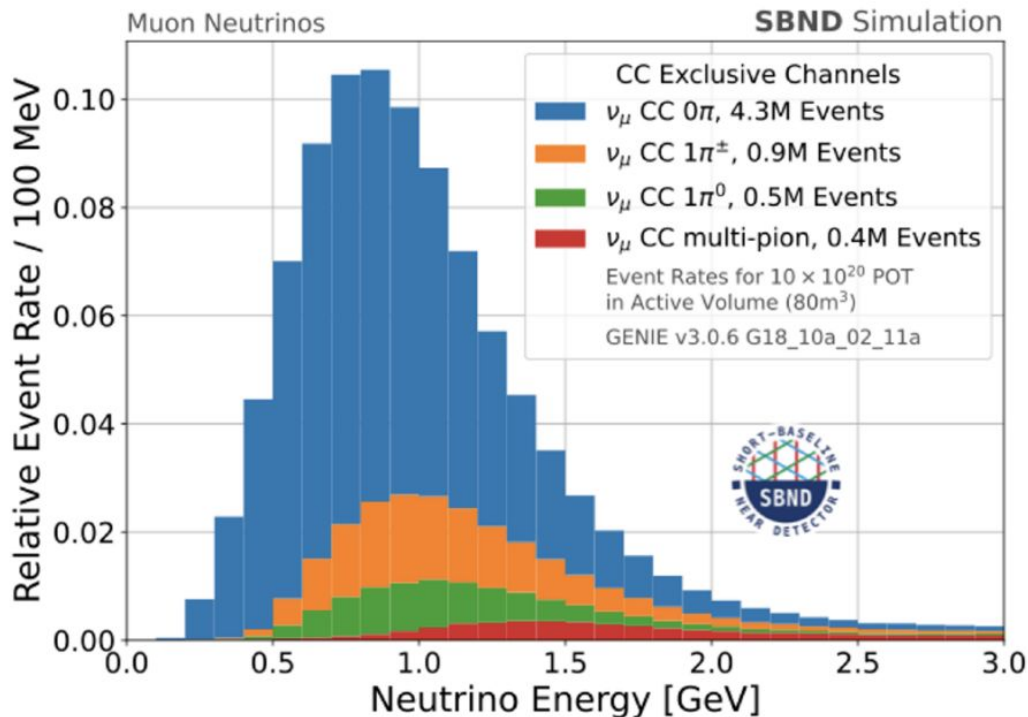 Muon Neutrinos
SBND Simulation
CC Exclusive Channels
νμ CC 0π, 4.3M Events
νμ CC 1π±, 0.9M Events
νμ CC 1π⁰, 0.5M Events
νμ CC multi-pion, 0.4M Events
Event Rates for 10 × 10²⁰ POT
in Active Volume (80m³)
GENIE v3.0.6 G18_10a_02_11a
Relative Event Rate / 100 MeV
0.10
0.08
0.06
0.04
0.02
0.00
SHORT-BASELINE
SBND
NEAR DETECTOR
0.0 0.5 1.0 1.5 2.0 2.5 3.0
Neutrino Energy [GeV]